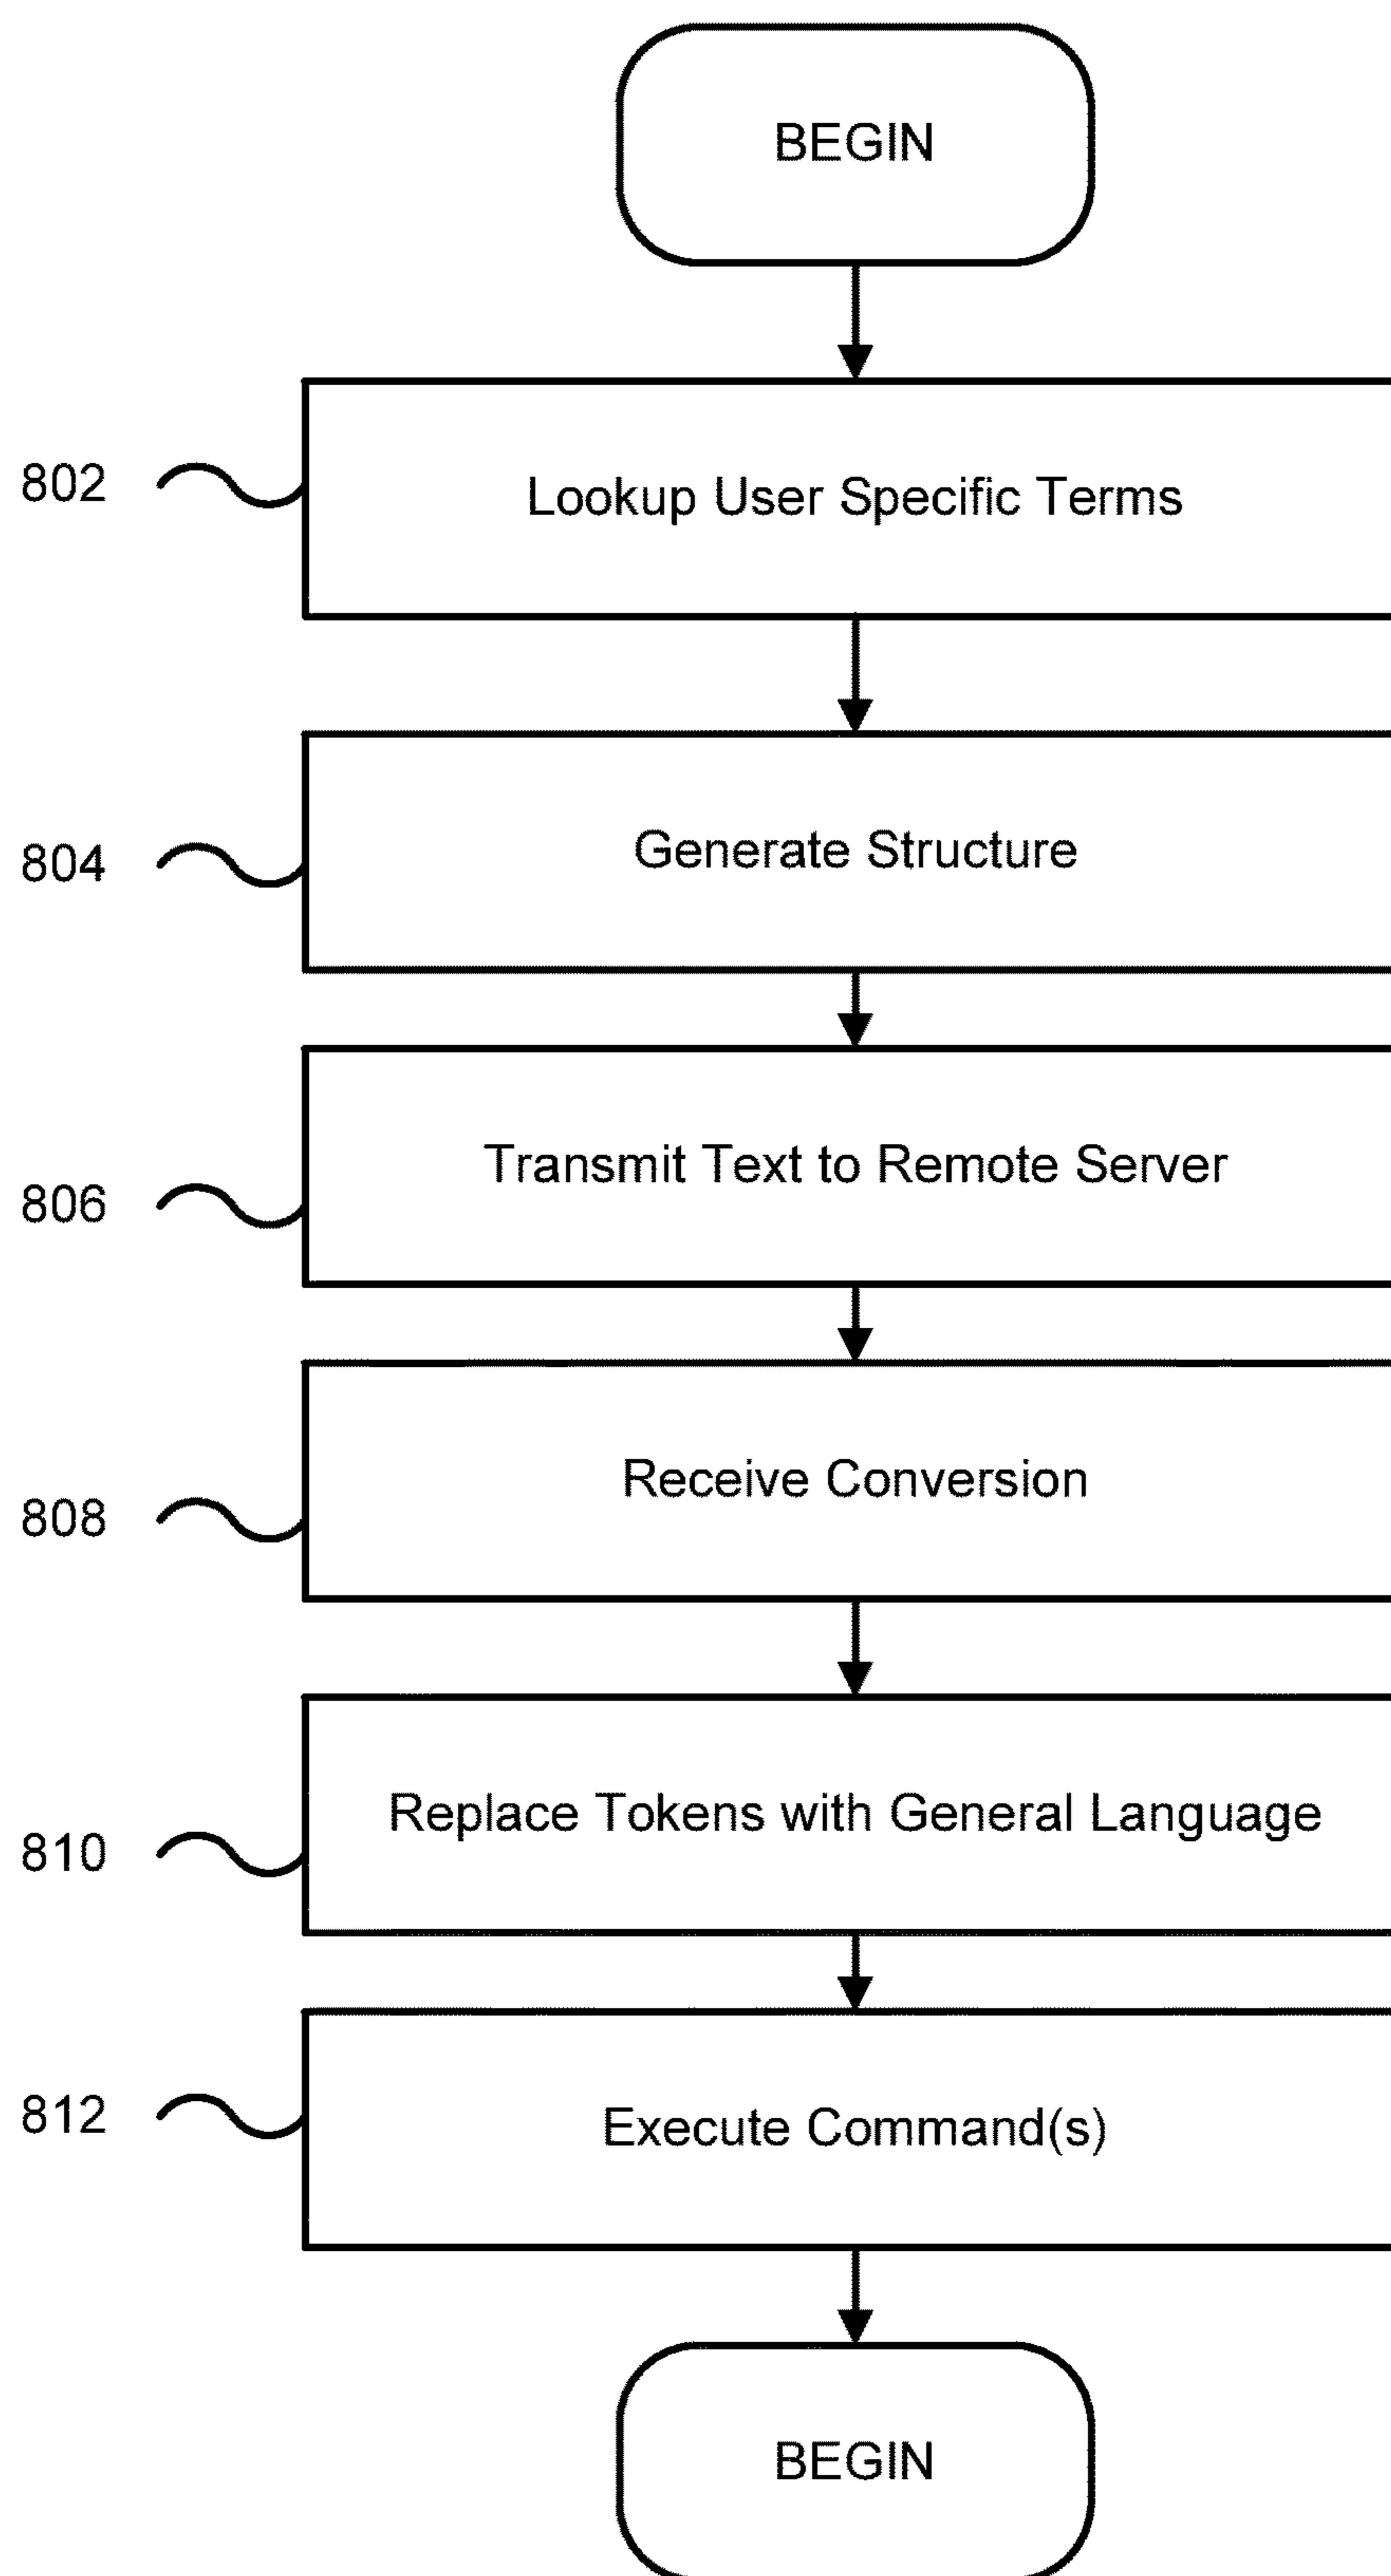 BEGIN
802
Lookup User Specific Terms
804
Generate Structure
806
Transmit Text to Remote Server
808
Receive Conversion
810
Replace Tokens with General Language
812
Execute Command(s)
BEGIN